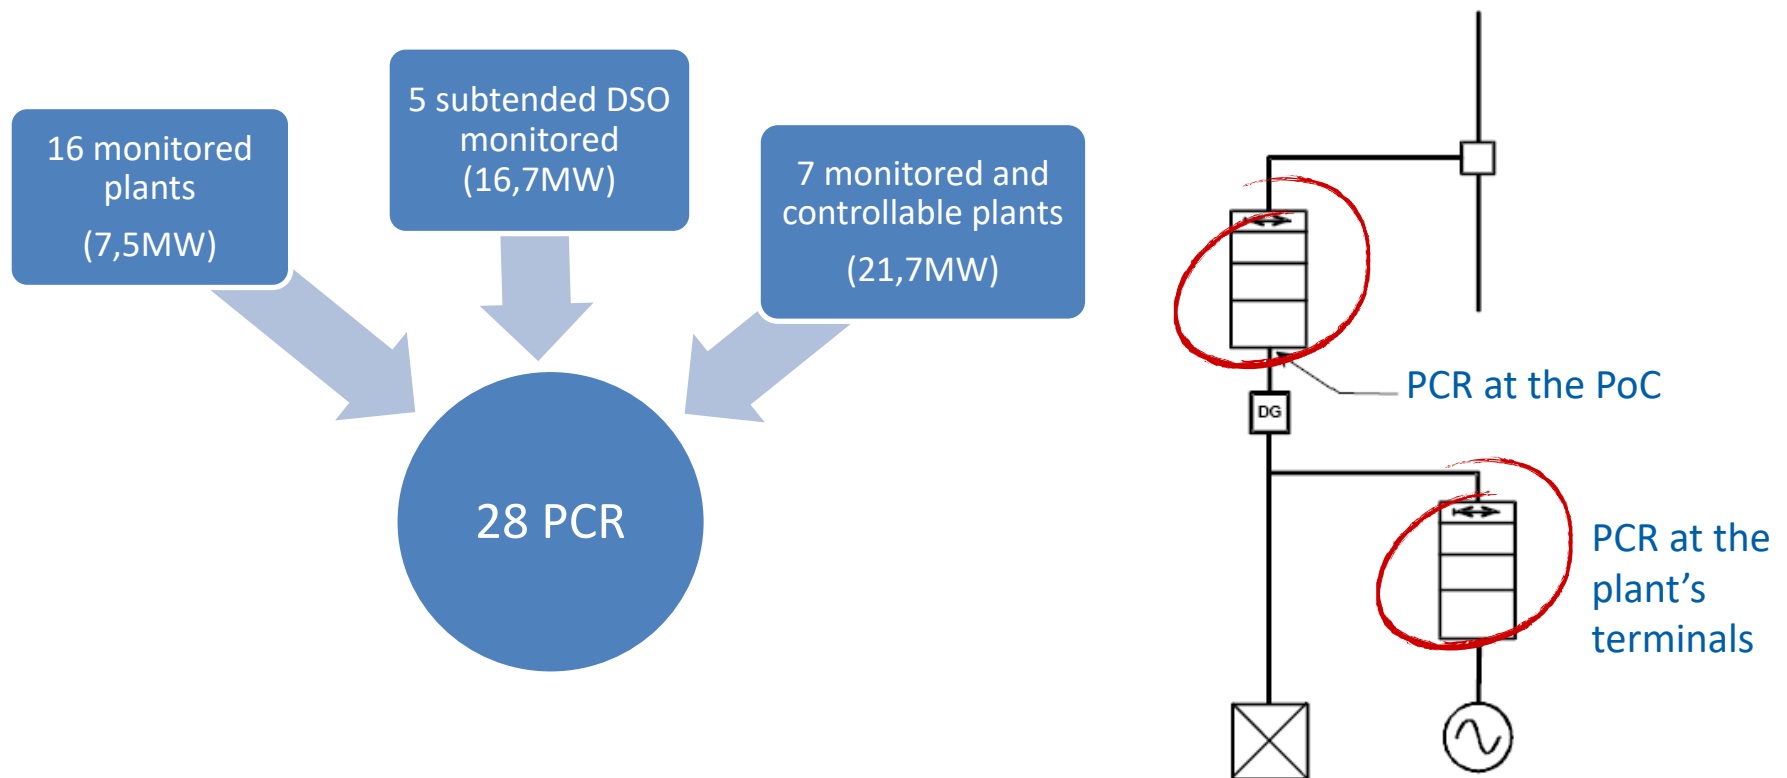 16 monitored
plants
(7,5MW)
5 subtended DSO
monitored
(16,7MW)
7 monitored and
controllable plants
(21,7MW)
28 PCR
PCR at the PoC
DG
PCR at the
plant’s
terminals